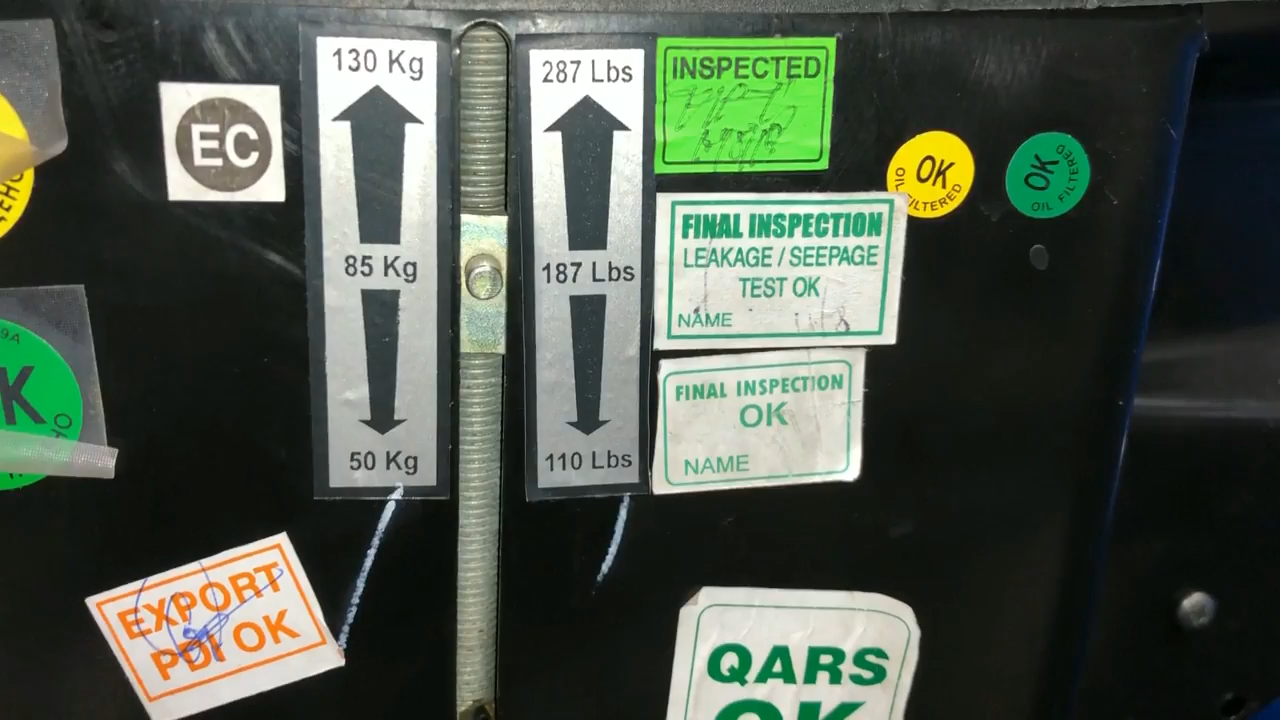 EC
130 Kg
85 Kg
50 Kg
287 Lbs
187 Lbs
110 Lbs
INSPECTED
FINAL INSPECTION
LEAKAGE / SEEPAGE
TEST OK
NAME
FINAL INSPECTION
OK
NAME
OK
OIL FILTERED
OK
OIL FILTERED
EXPORT
PDI OK
QARS
OK